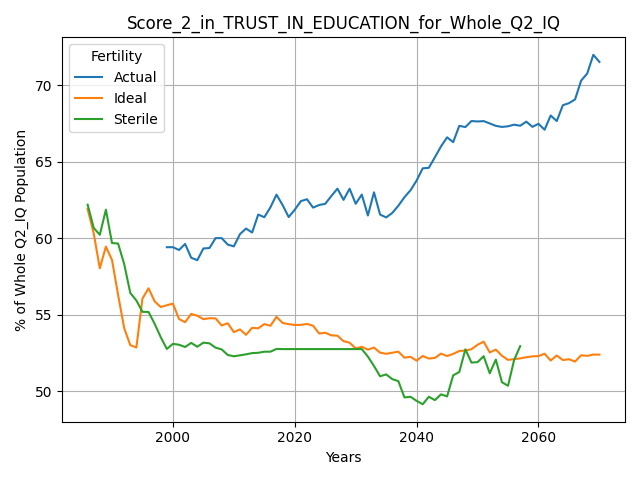 Score_2_in_TRUST_IN_EDUCATION_for_Whole_Q2_IQ
Fertility
Actual
Ideal
Sterile
% of Whole Q2_IQ Population
70
65
60
55
50
2000
2020
2040
2060
Years